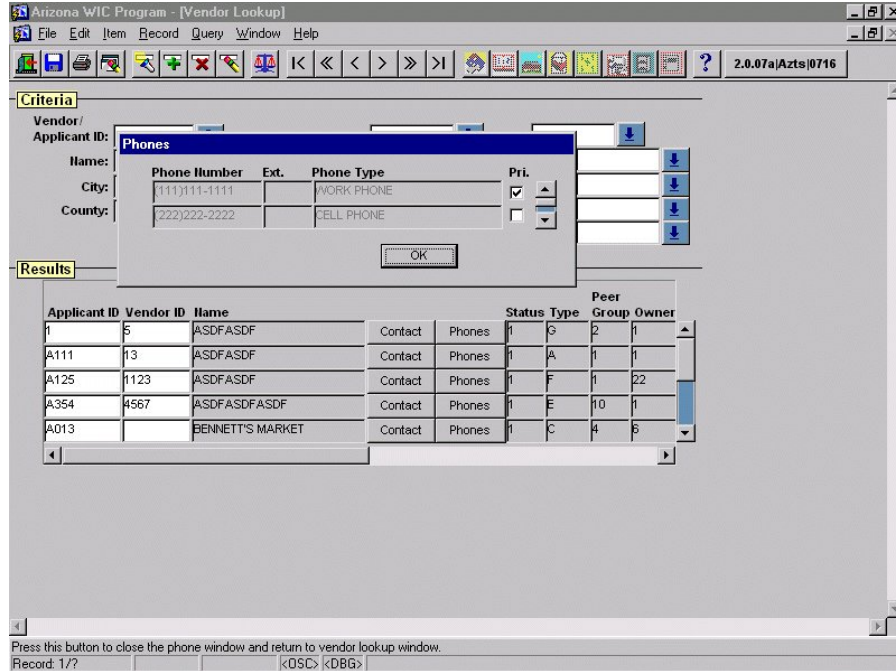 Arizona WIC Program - [Vendor Lookup]
File Edit Item Record Query Window Help
2.0.07a|Azts|0716
Criteria
Vendor/
Applicant ID:
Name:
City:
County:
Phones
Phone Number Ext. Phone Type Pri.
(111)111-1111 WORK PHONE
(222)222-2222 CELL PHONE
OK
Results
Peer
Applicant ID Vendor ID Name Status Type Group Owner
1 5 ASDFASDF Contact Phones 1 G 2 1
A111 13 ASDFASDF Contact Phones 1 A 1 1
A125 1123 ASDFASDF Contact Phones 1 F 1 22
A354 4567 ASDFASDFASDF Contact Phones 1 E 10 1
A013 BENNETT'S MARKET Contact Phones 1 C 4 6
Press this button to close the phone window and return to vendor lookup window.
Record: 1/? <OSC> <DBG>